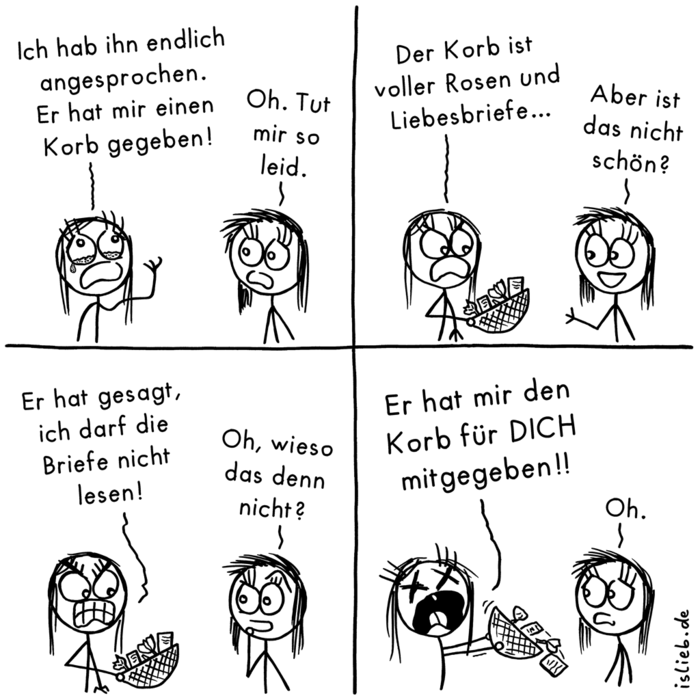 Ich hab ihn endlich
angesprochen.
Er hat mir einen
Korb gegeben!
Oh. Tut
mir so
leid.
Der Korb ist
voller Rosen und
Liebesbriefe...
Aber ist
das nicht
schön?
Er hat gesagt,
ich darf die
Briefe nicht
lesen!
Oh, wieso
das denn
nicht?
Er hat mir den
Korb für DICH
mitgegeben!!
Oh.
islieb.de